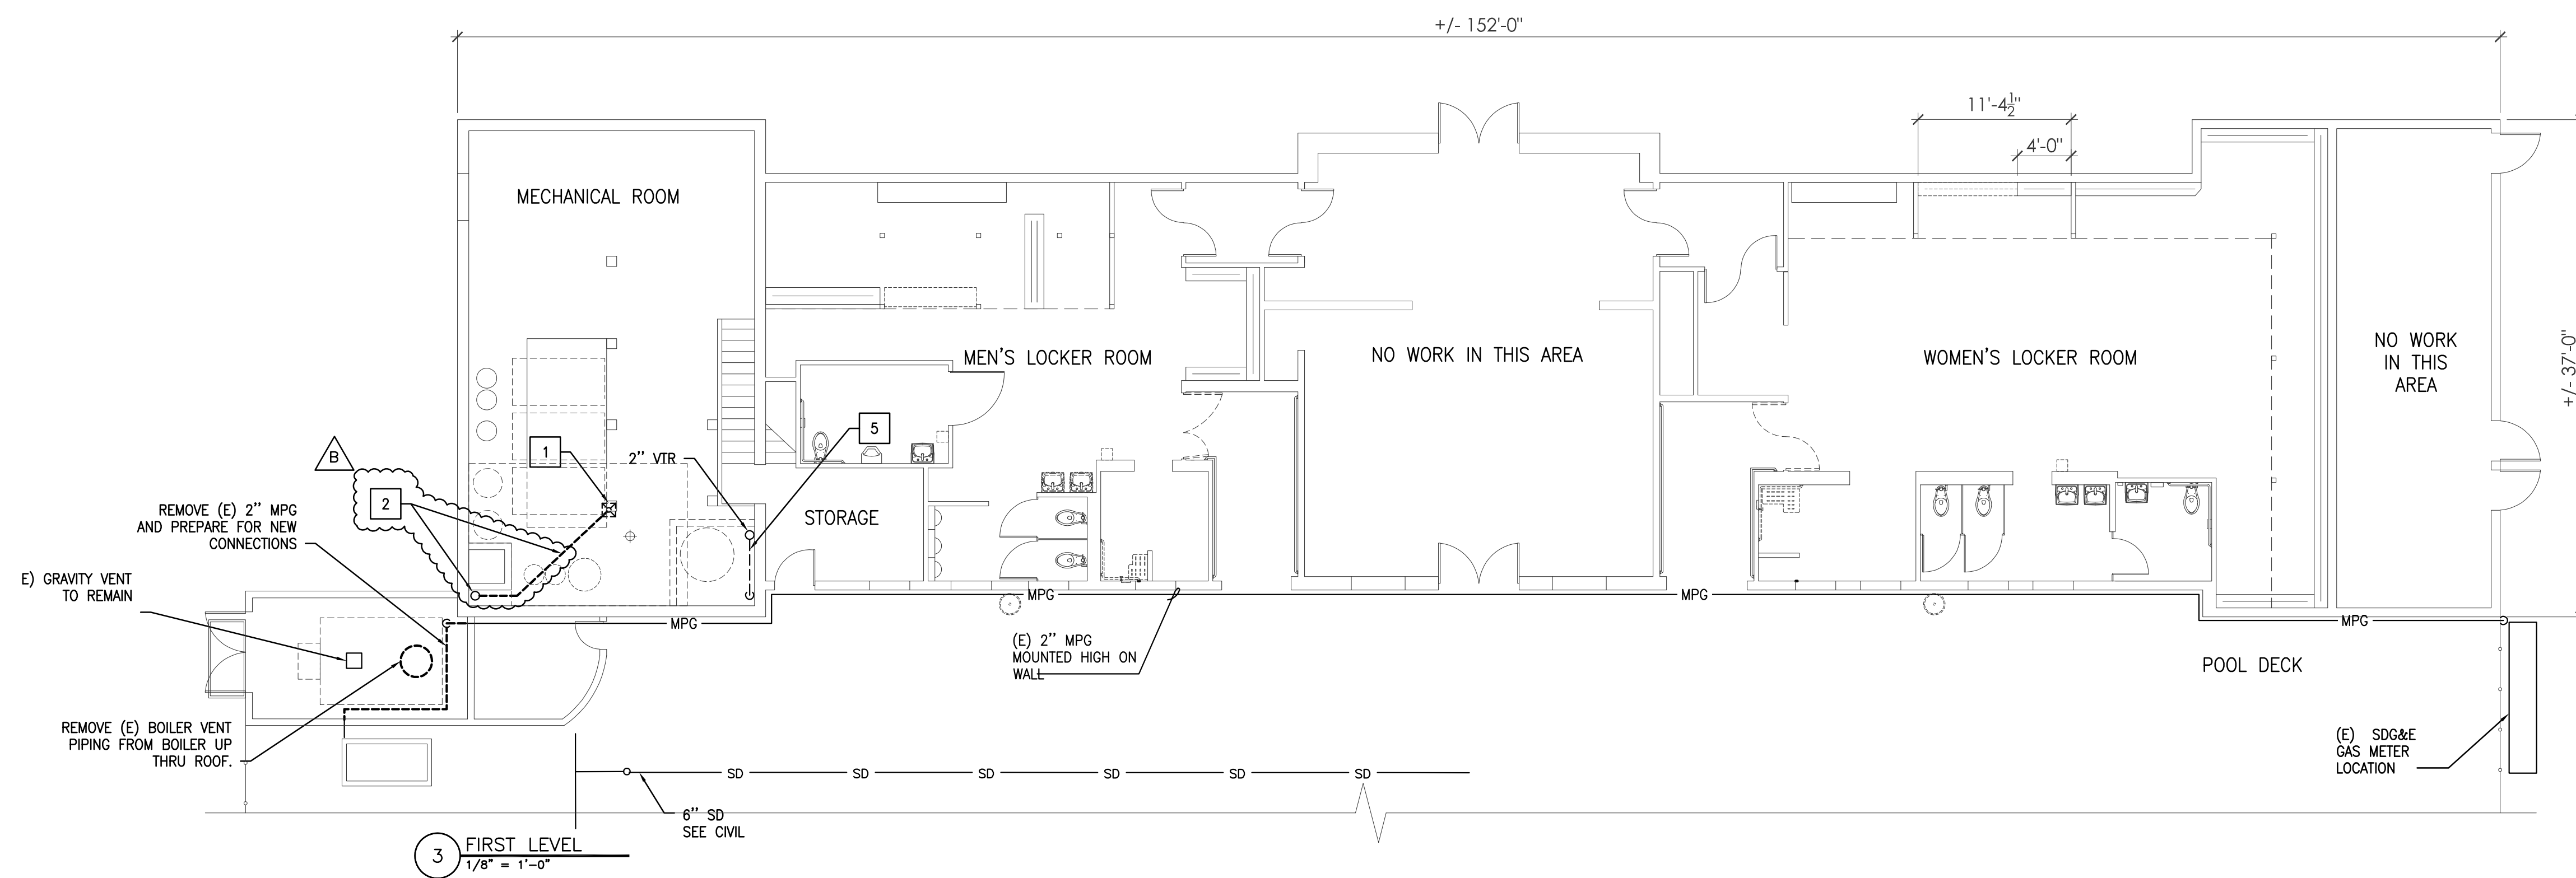 +/- 152'-0"
11'-4 1/2"
4'-0"
MECHANICAL ROOM
MEN'S LOCKER ROOM
NO WORK IN THIS AREA
WOMEN'S LOCKER ROOM
NO WORK
IN THIS
AREA
+/- 37'-0"
5
1
2'' VTR
B
2
REMOVE (E) 2'' MPG
AND PREPARE FOR NEW
CONNECTIONS
STORAGE
E) GRAVITY VENT
TO REMAIN
MPG
MPG
MPG
MPG
(E) 2'' MPG
MOUNTED HIGH ON
WALL
POOL DECK
REMOVE (E) BOILER VENT
PIPING FROM BOILER UP
THRU ROOF.
(E) SDG&E
GAS METER
LOCATION
SD SD SD SD SD SD
6'' SD
SEE CIVIL
3 FIRST LEVEL
1/8" = 1'-0"